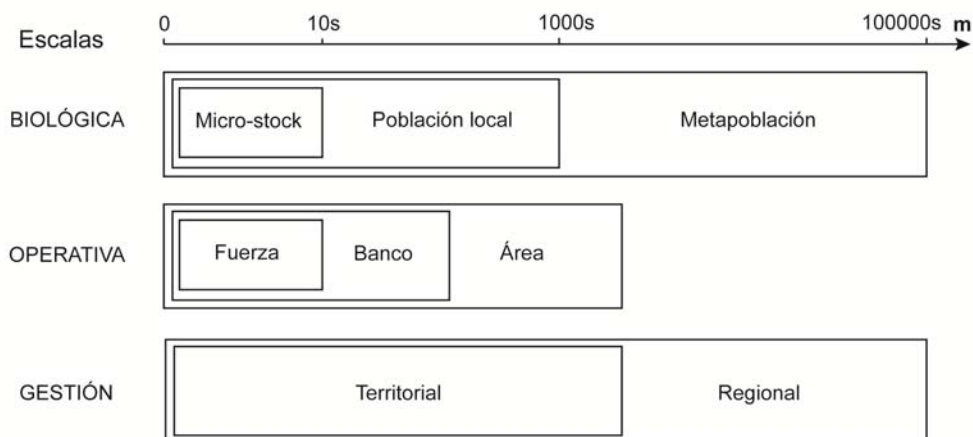 Escalas 0 10s 1000s 100000s m
BIOLÓGICA Micro-stock Población local Metapoblación
OPERATIVA Fuerza Banco Área
GESTIÓN Territorial Regional